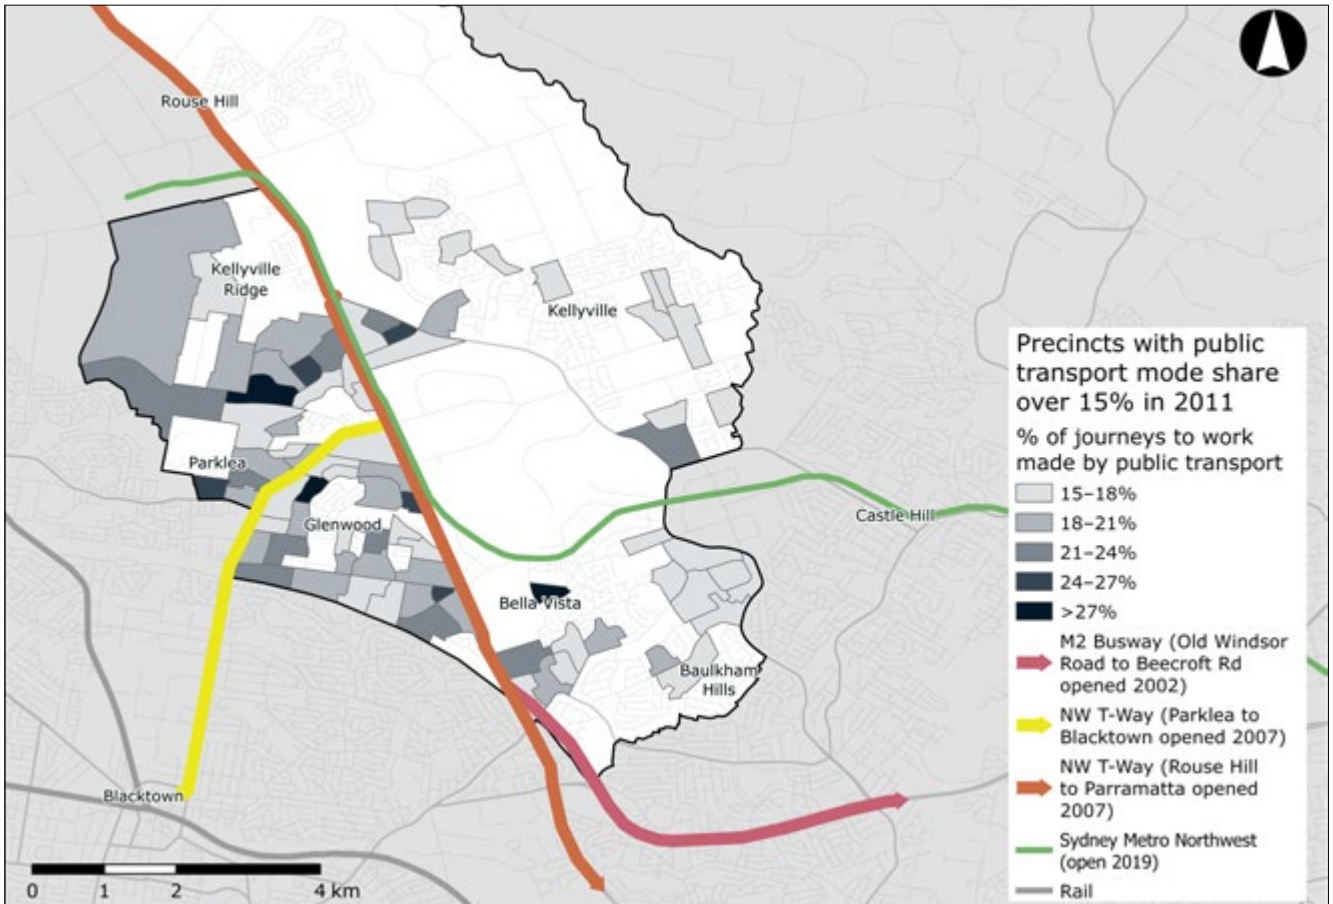 Rouse Hill
Kellyville
Ridge
Kellyville
Parklea
Glenwood
Castle Hill
Bella Vista
Baulkham
Hills
Blacktown
0 1 2 4 km
Precincts with public
transport mode share
over 15% in 2011
% of journeys to work
made by public transport
15–18%
18–21%
21–24%
24–27%
>27%
M2 Busway (Old Windsor
Road to Beecroft Rd
opened 2002)
NW T-Way (Parklea to
Blacktown opened 2007)
NW T-Way (Rouse Hill
to Parramatta opened
2007)
Sydney Metro Northwest
(open 2019)
Rail